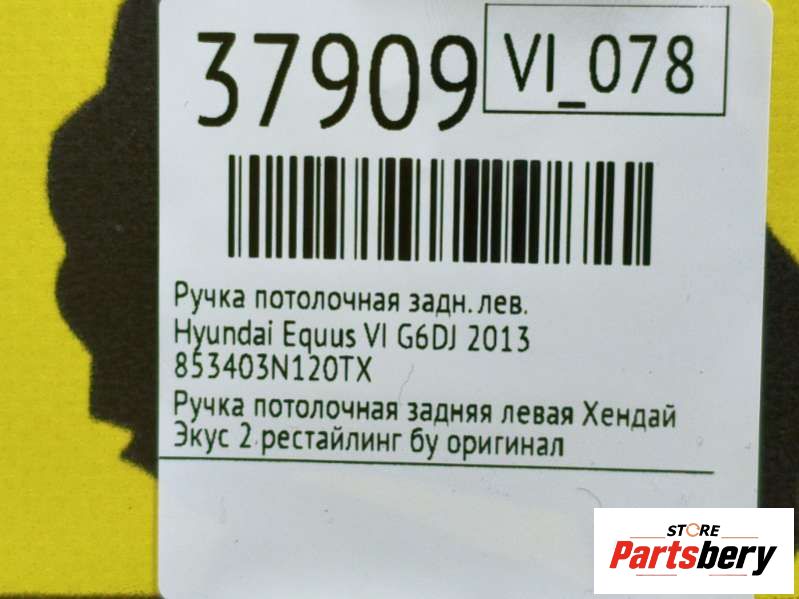 37909
VI_078
Ручка потолочная задн. лев.
Hyundai Equus VI G6DJ 2013
853403N120TX
Ручка потолочная задняя левая Хендай
Экус 2 рестайлинг бу оригинал
STORE
Partsbery